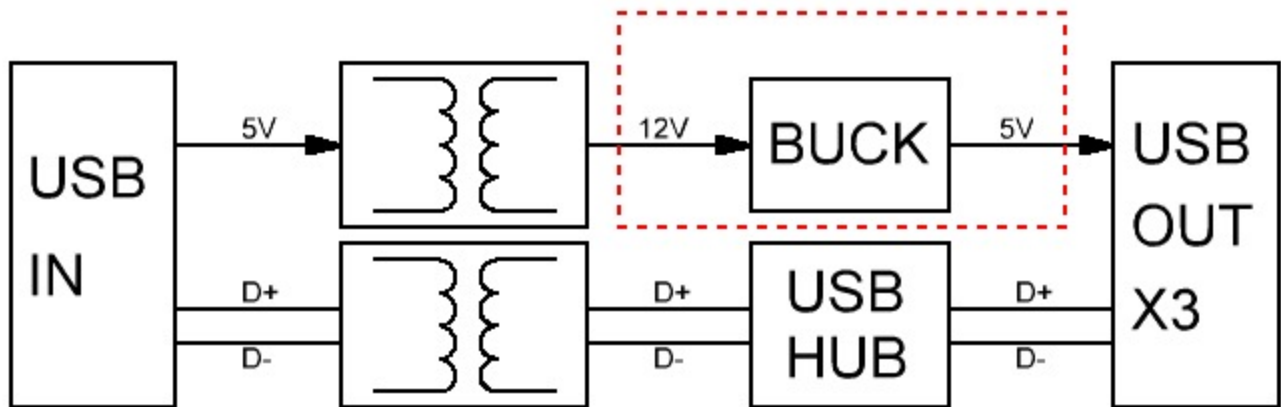 USB
IN
5V
12V
BUCK
5V
USB
OUT
X3
D+
D-
D+
D-
USB
HUB
D+
D-